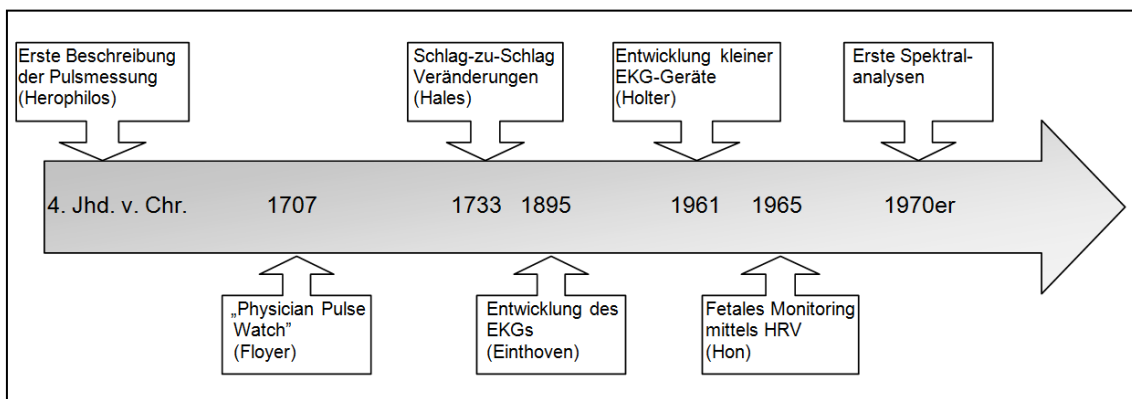 Erste Beschreibung
der Pulsmessung
(Herophilos)
Schlag-zu-Schlag
Veränderungen
(Hales)
Entwicklung kleiner
EKG-Geräte
(Holter)
Erste Spektral-
analysen
4. Jhd. v. Chr.
1707
1733
1895
1961
1965
1970er
„Physician Pulse
Watch”
(Floyer)
Entwicklung des
EKGs
(Einthoven)
Fetales Monitoring
mittels HRV
(Hon)